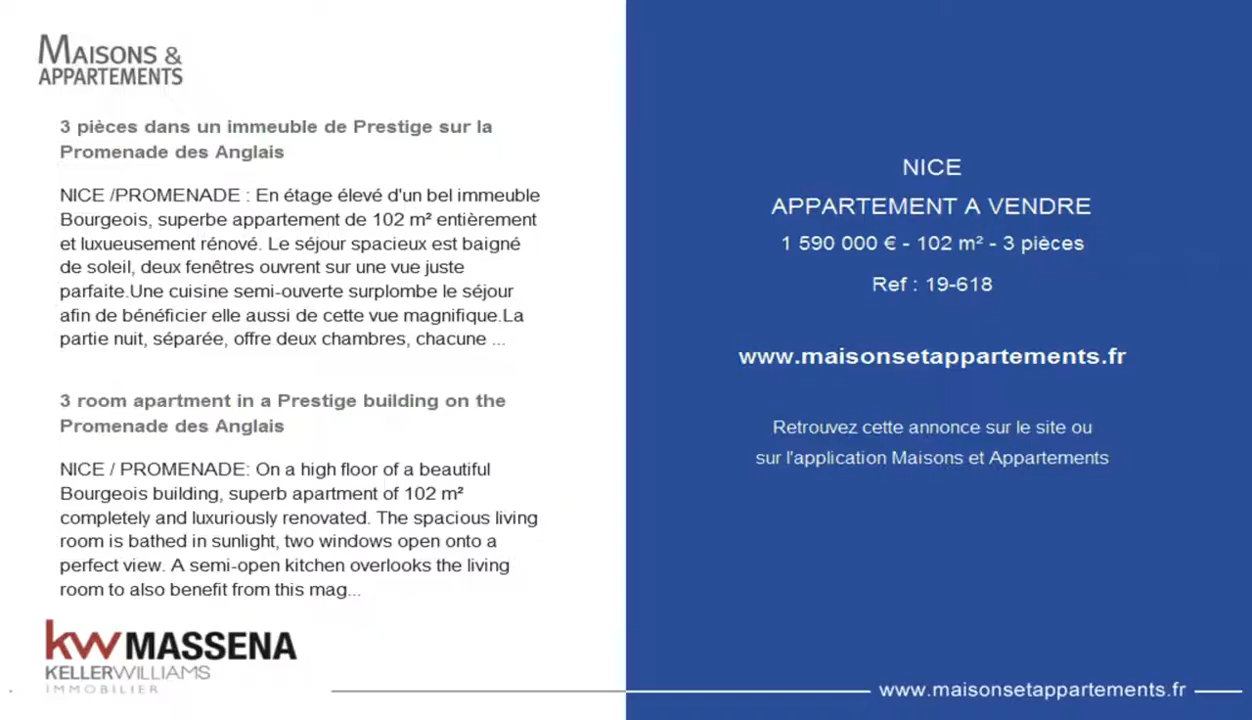 MAISONS &
APPARTEMENTS
3 pièces dans un immeuble de Prestige sur la
Promenade des Anglais
NICE /PROMENADE : En étage élevé d'un bel immeuble
Bourgeois, superbe appartement de 102 m² entièrement
et luxueusement rénové. Le séjour spacieux est baigné
de soleil, deux fenêtres ouvrent sur une vue juste
parfaite.Une cuisine semi-ouverte surplombe le séjour
afin de bénéficier elle aussi de cette vue magnifique.La
partie nuit, séparée, offre deux chambres, chacune ...
3 room apartment in a Prestige building on the
Promenade des Anglais
NICE / PROMENADE: On a high floor of a beautiful
Bourgeois building, superb apartment of 102 m²
completely and luxuriously renovated. The spacious living
room is bathed in sunlight, two windows open onto a
perfect view. A semi-open kitchen overlooks the living
room to also benefit from this mag...
kw MASSENA
KELLERWILLIAMS
IMMOBILIER
NICE
APPARTEMENT A VENDRE
1 590 000 € - 102 m² - 3 pièces
Ref : 19-618
www.maisonsetappartements.fr
Retrouvez cette annonce sur le site ou
sur l'application Maisons et Appartements
www.maisonsetappartements.fr